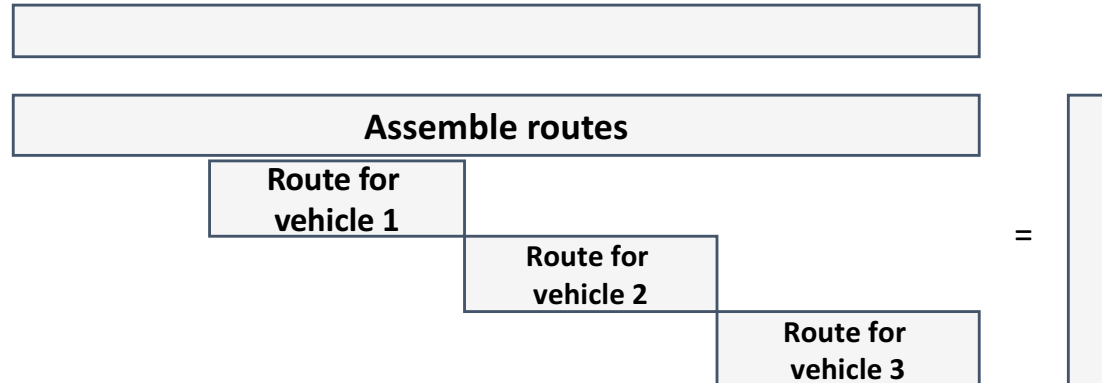 Assemble routes
Route for
vehicle 1
Route for
vehicle 2
=
Route for
vehicle 3